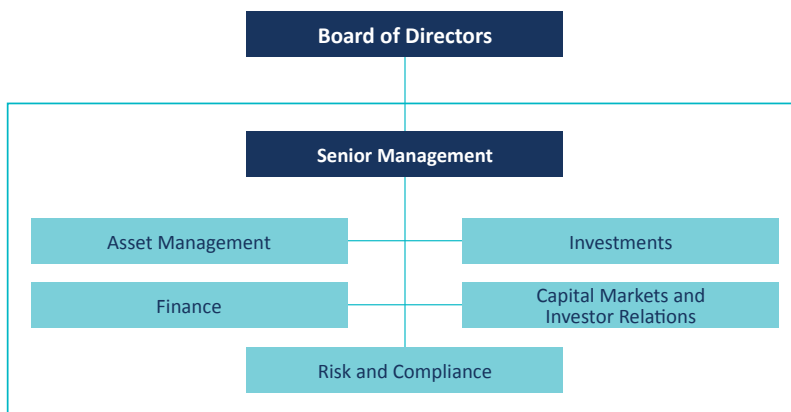 Board of Directors
Senior Management
Asset Management
Investments
Finance
Capital Markets and
Investor Relations
Risk and Compliance